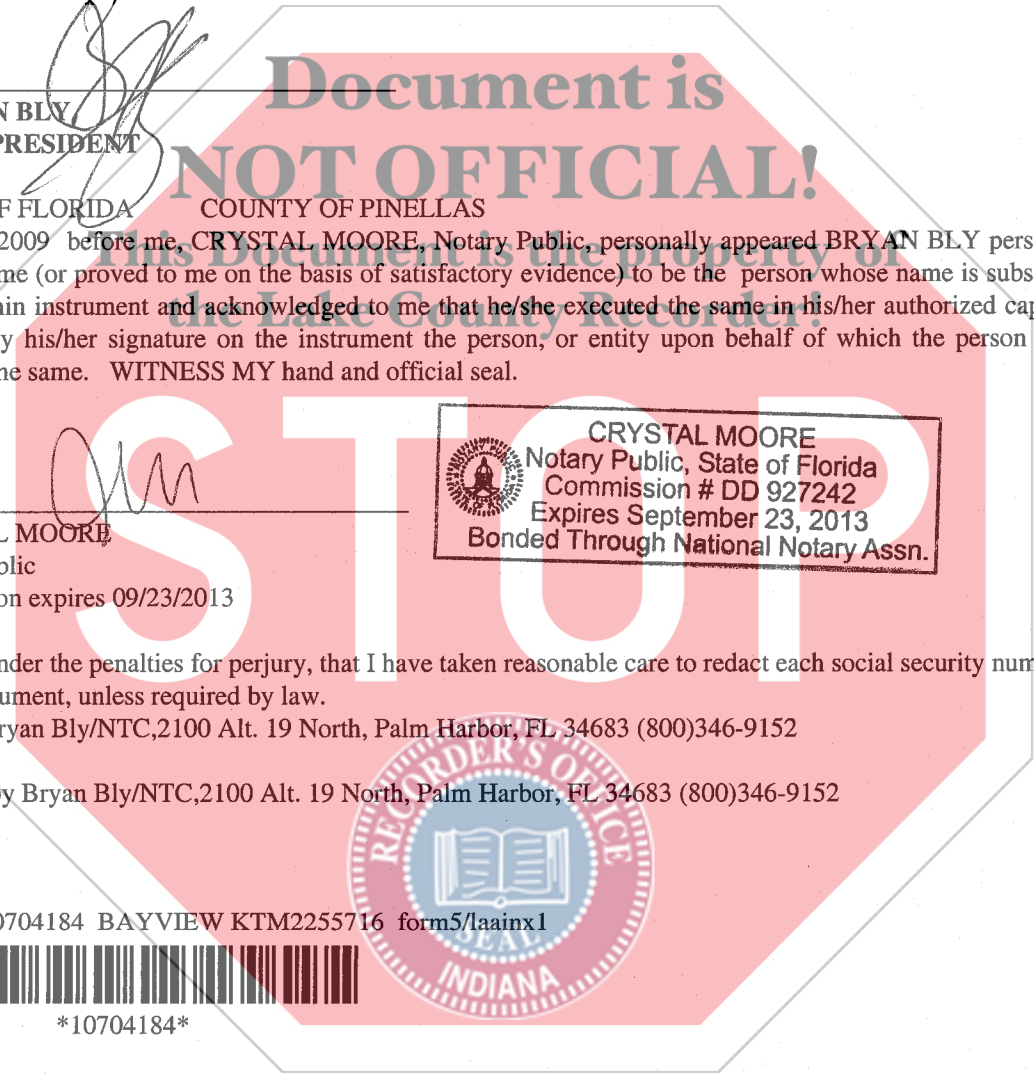 Document is
NOT OFFICIAL!
This Document is the property of
the Lake County Recorder!
STOP
N BLY
PRESIDENT
F FLORIDA COUNTY OF PINELLAS
2009 before me, CRYSTAL MOORE, Notary Public, personally appeared BRYAN BLY pers
me (or proved to me on the basis of satisfactory evidence) to be the person whose name is subs
nin instrument and acknowledged to me that he/she executed the same in his/her authorized cap
y his/her signature on the instrument the person, or entity upon behalf of which the person
ne same. WITNESS MY hand and official seal.
CRYSTAL MOORE
Notary Public, State of Florida
Commission # DD 927242
Expires September 23, 2013
Bonded Through National Notary Assn.
L MOORE
blic
on expires 09/23/2013
nder the penalties for perjury, that I have taken reasonable care to redact each social security num
ument, unless required by law.
ryan Bly/NTC,2100 Alt. 19 North, Palm Harbor, FL 34683 (800)346-9152
by Bryan Bly/NTC,2100 Alt. 19 North, Palm Harbor, FL 34683 (800)346-9152
RECORDER'S OFFICE
SEAL
INDIANA
0704184 BAYVIEW KTM2255716 form5/laainx1
*10704184*